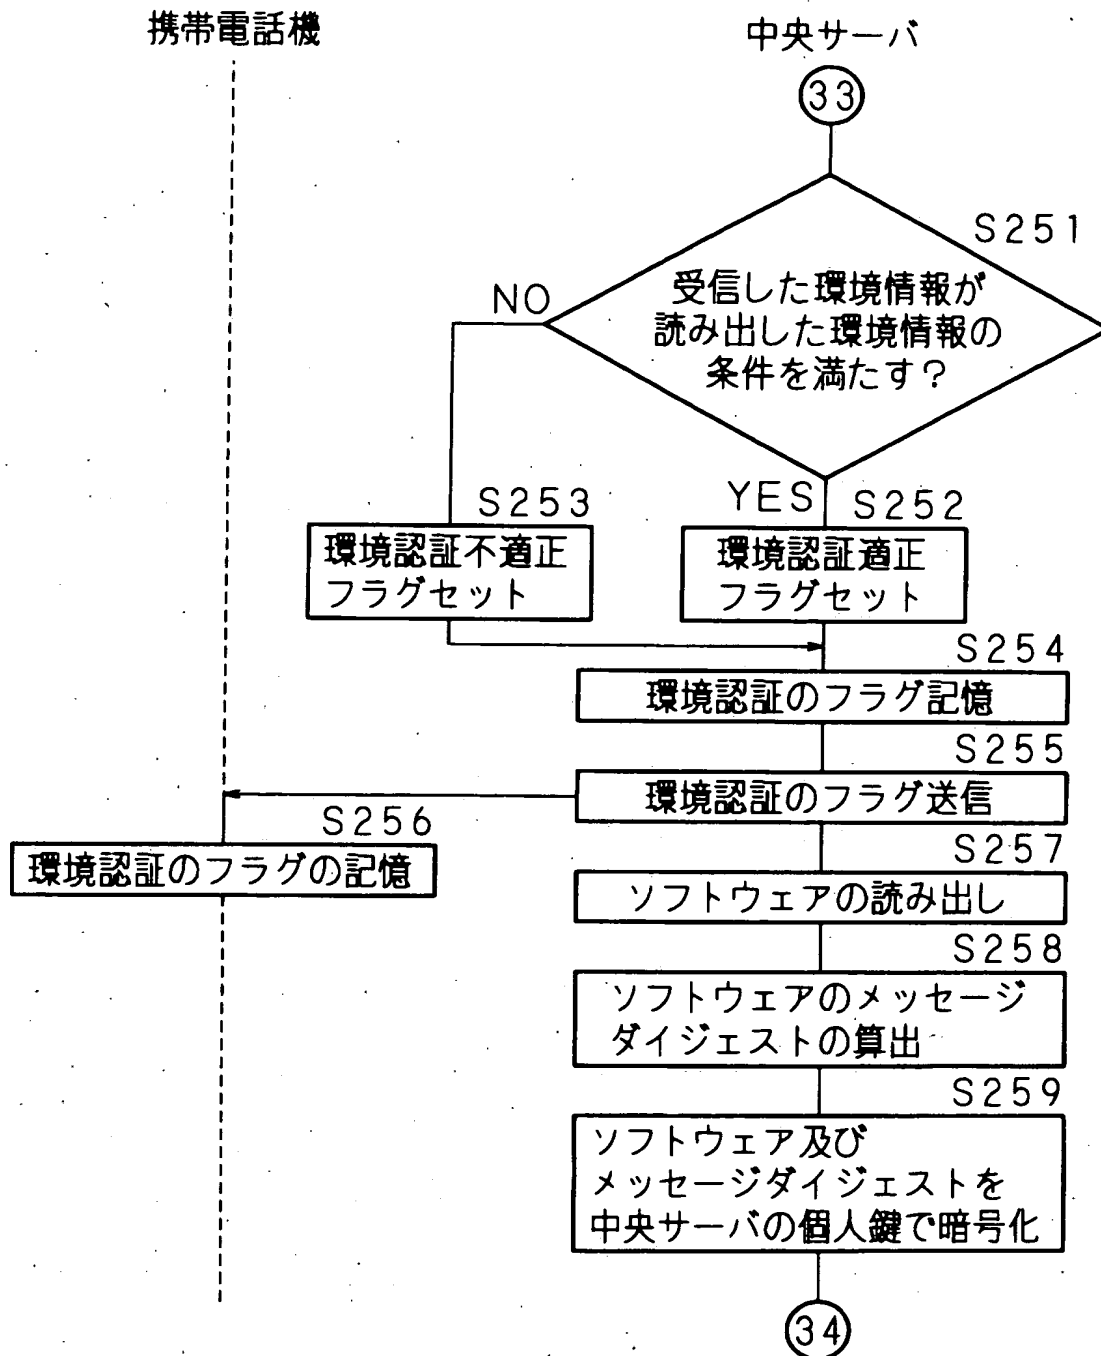 携帯電話機
中央サーバ
33
S251
受信した環境情報が
読み出した環境情報の
条件を満たす？
NO
YES
S253
環境認証不適正
フラグセット
S252
環境認証適正
フラグセット
S254
環境認証のフラグ記憶
S255
環境認証のフラグ送信
S256
環境認証のフラグの記憶
S257
ソフトウェアの読み出し
S258
ソフトウェアのメッセージ
ダイジェストの算出
S259
ソフトウェア及び
メッセージダイジェストを
中央サーバの個人鍵で暗号化
34